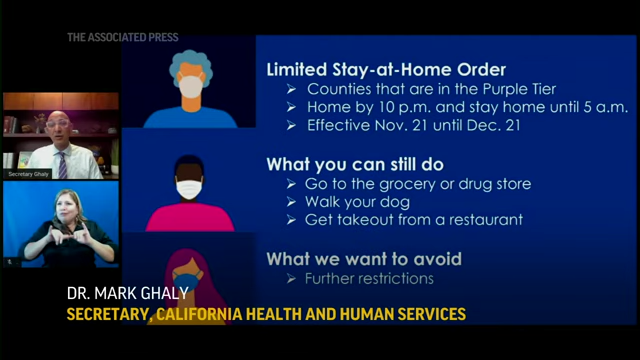 THE ASSOCIATED PRESS
Limited Stay-at-Home Order
Counties that are in the Purple Tier
Home by 10 p.m. and stay home until 5 a.m.
Effective Nov. 21 until Dec. 21
Secretary Ghaly
What you can still do
Go to the grocery or drug store
Walk your dog
Get takeout from a restaurant
What we want to avoid
Further restrictions
DR. MARK GHALY
SECRETARY, CALIFORNIA HEALTH AND HUMAN SERVICES